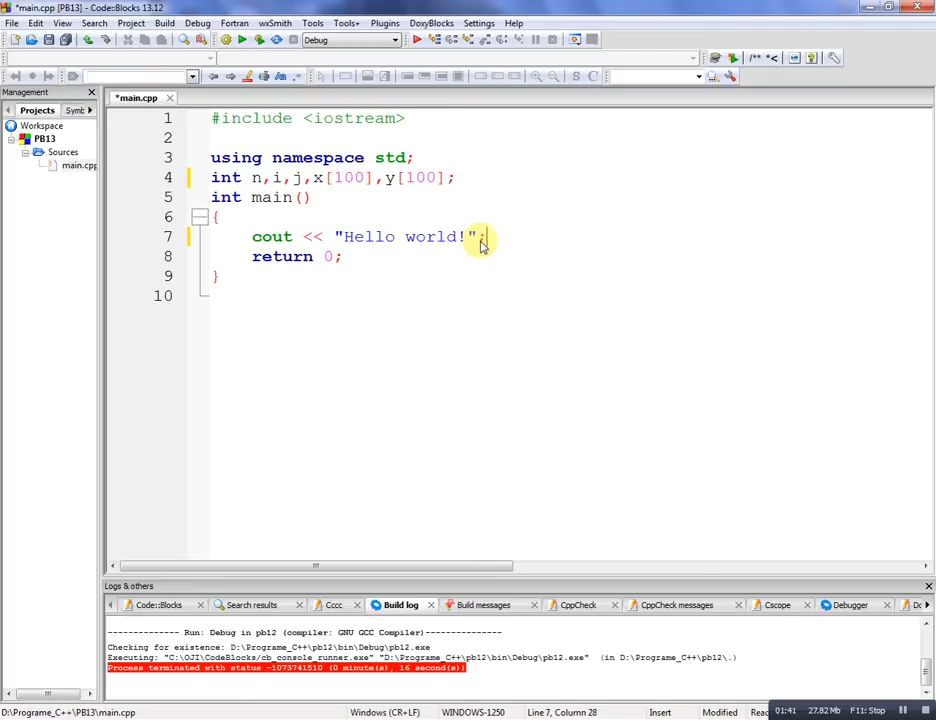 *main.cpp [PB13] - Code::Blocks 13.12
File Edit View Search Project Build Debug Fortran wxSmith Tools Tools+ Plugins DoxyBlocks Settings Help
Debug
/** *<
S C
Management
Projects Symb
*main.cpp
Workspace
PB13
Sources
main.cpp
1 #include <iostream>
2
3 using namespace std;
4 int n,i,j,x[100],y[100];
5 int main()
6 {
7 cout << "Hello world!";
8 return 0;
9 }
10
Logs & others
Code::Blocks Search results Cccc Build log Build messages CppCheck CppCheck messages Cscope Debugger Do
-------------- Run: Debug in pb12 (compiler: GNU GCC Compiler)---------------
Checking for existence: D:\Programe_C++\pb12\bin\Debug\pb12.exe
Executing: "C:\OJI/CodeBlocks/cb_console_runner.exe" "D:\Programe_C++\pb12\bin\Debug\pb12.exe" (in D:\Programe_C++\pb12\.)
Process terminated with status -1073741510 (0 minute(s), 16 second(s))
D:\Programe_C++\PB13\main.cpp Windows (CR+LF) WINDOWS-1250 Line 7, Column 28 Insert Modified Read 01:41 27.82 MB F11: Stop